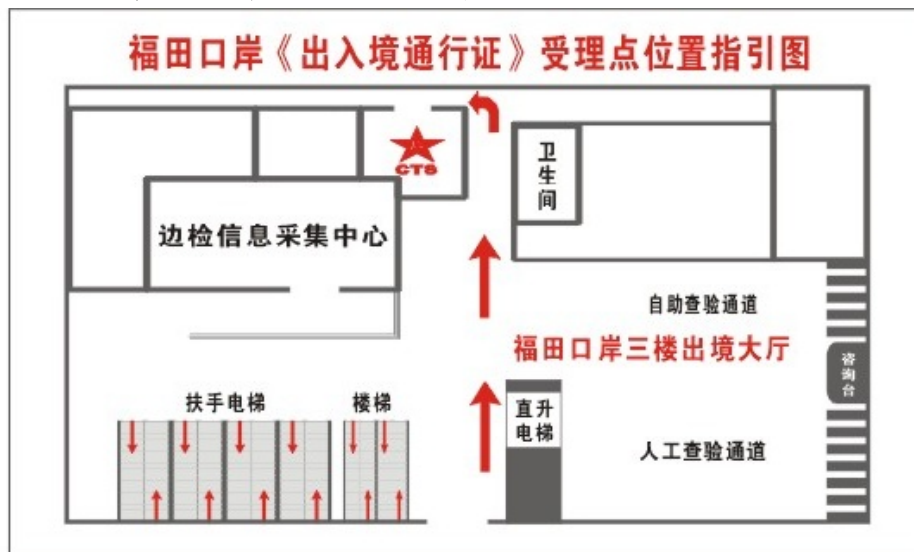 福田口岸《出入境通行证》受理点位置指引图
CTS
卫生间
边检信息采集中心
自助查验通道
福田口岸三楼出境大厅
咨询台
扶手电梯
楼梯
直升
电梯
人工查验通道